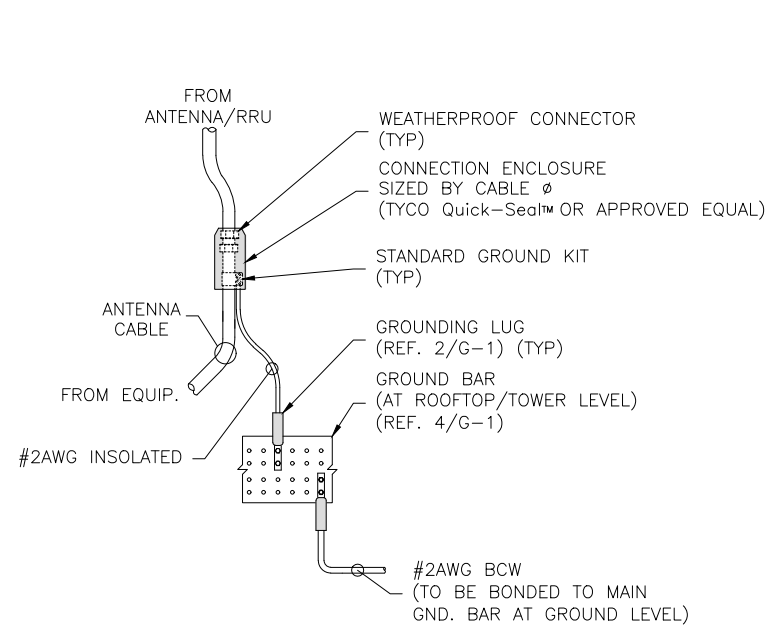 FROM
ANTENNA/RRU
WEATHERPROOF CONNECTOR
(TYP)
CONNECTION ENCLOSURE
SIZED BY CABLE Ø
(TYCO Quick-Seal™ OR APPROVED EQUAL)
STANDARD GROUND KIT
(TYP)
ANTENNA
CABLE
GROUNDING LUG
(REF. 2/G-1) (TYP)
FROM EQUIP.
GROUND BAR
(AT ROOFTOP/TOWER LEVEL)
(REF. 4/G-1)
#2AWG INSOLATED
#2AWG BCW
(TO BE BONDED TO MAIN
GND. BAR AT GROUND LEVEL)